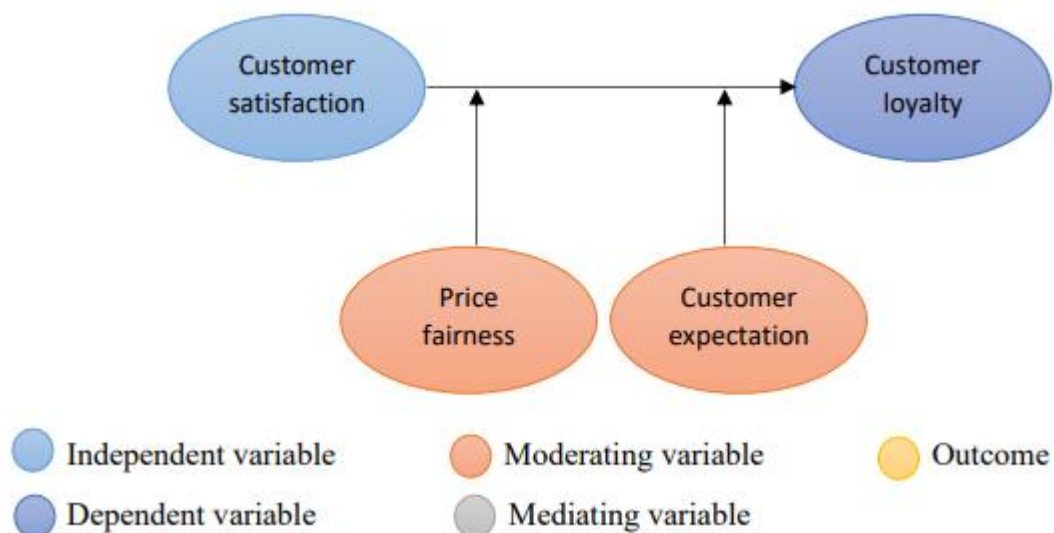 Customer
satisfaction
Customer
loyalty
Price
fairness
Customer
expectation
Independent variable
Moderating variable
Outcome
Dependent variable
Mediating variable